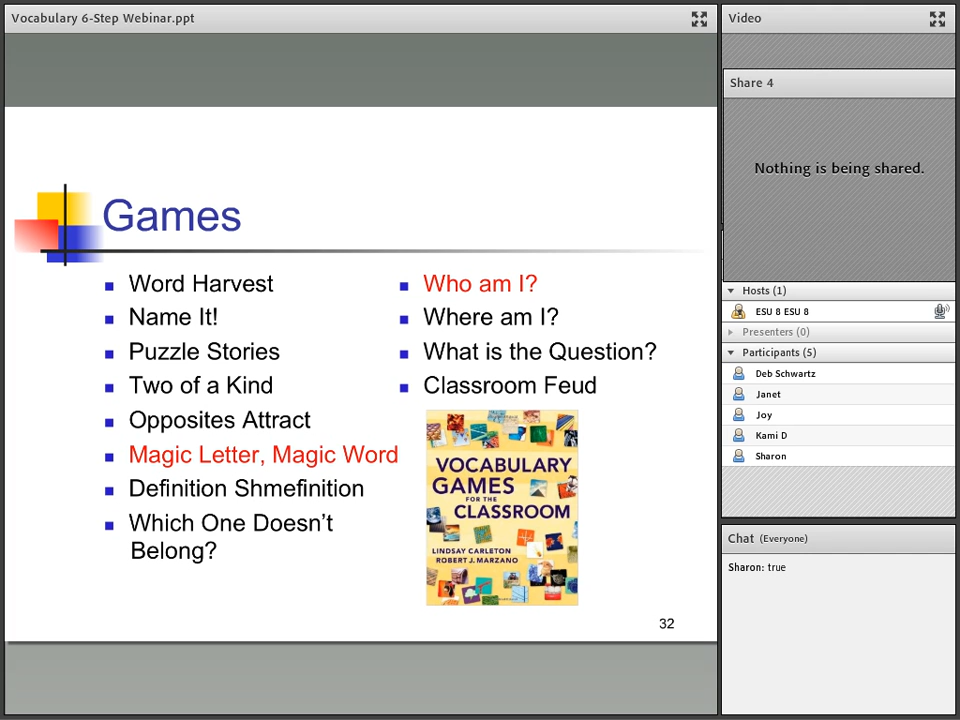 Vocabulary 6-Step Webinar.ppt
Games
Word Harvest
Name It!
Puzzle Stories
Two of a Kind
Opposites Attract
Magic Letter, Magic Word
Definition Shmefinition
Which One Doesn't
Belong?
Who am I?
Where am I?
What is the Question?
Classroom Feud
VOCABULARY
GAMES
FOR THE
CLASSROOM
LINDSAY CARLETON
ROBERT J. MARZANO
32
Video
Share 4
Nothing is being shared.
Hosts (1)
ESU 8 ESU 8
Presenters (0)
Participants (5)
Deb Schwartz
Janet
Joy
Kami D
Sharon
Chat (Everyone)
Sharon: true